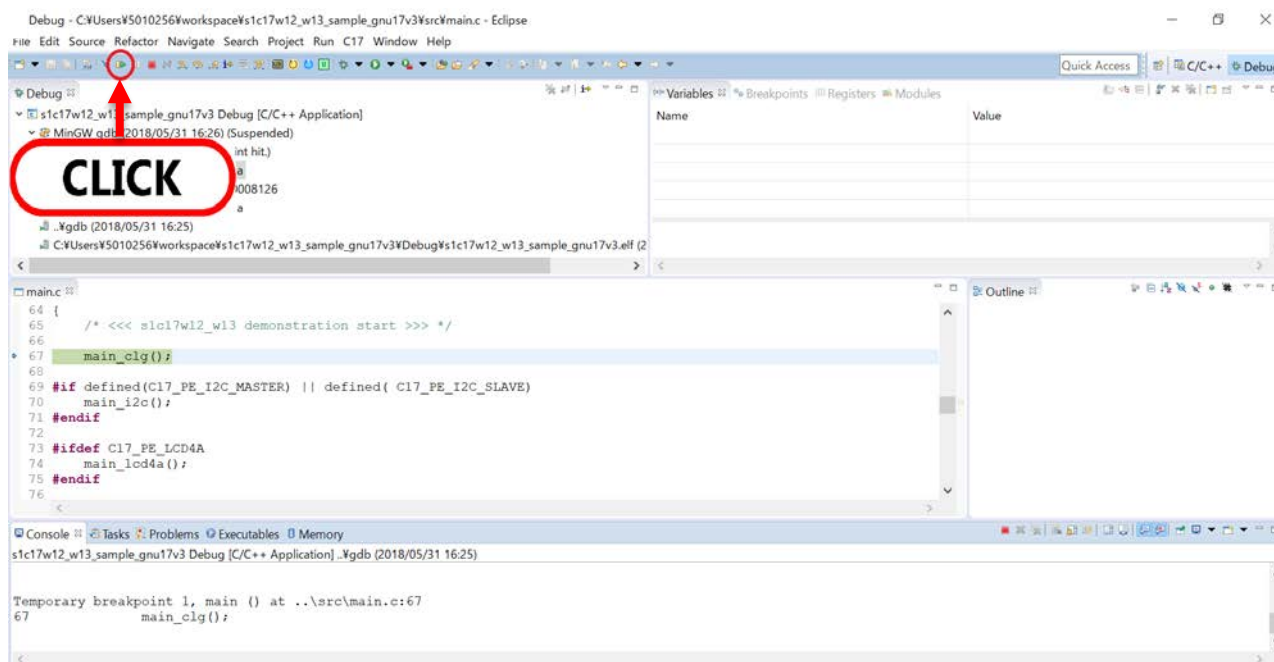 Debug - C:¥Users¥5010256¥workspace¥s1c17w12_w13_sample_gnu17v3¥src¥main.c - Eclipse
File Edit Source Refactor Navigate Search Project Run C17 Window Help
Quick Access
C/C++
Debug
Debug
s1c17w12_w13_sample_gnu17v3 Debug [C/C++ Application]
MinGW gdb (2018/05/31 16:26) (Suspended)
int hit.)
a
008126
a
CLICK
..¥gdb (2018/05/31 16:25)
C:¥Users¥5010256¥workspace¥s1c17w12_w13_sample_gnu17v3¥Debug¥s1c17w12_w13_sample_gnu17v3.elf (2
Variables Breakpoints Registers Modules
Name Value
main.c
64 {
65 /* <<< s1c17w12_w13 demonstration start >>> */
66
67 main_clg();
68
69 #if defined(C17_PE_I2C_MASTER) || defined( C17_PE_I2C_SLAVE)
70 main_i2c();
71 #endif
72
73 #ifdef C17_PE_LCD4A
74 main_lcd4a();
75 #endif
76
Outline
Console Tasks Problems Executables Memory
s1c17w12_w13_sample_gnu17v3 Debug [C/C++ Application] ..¥gdb (2018/05/31 16:25)
Temporary breakpoint 1, main () at ..\src\main.c:67
67 main_clg();